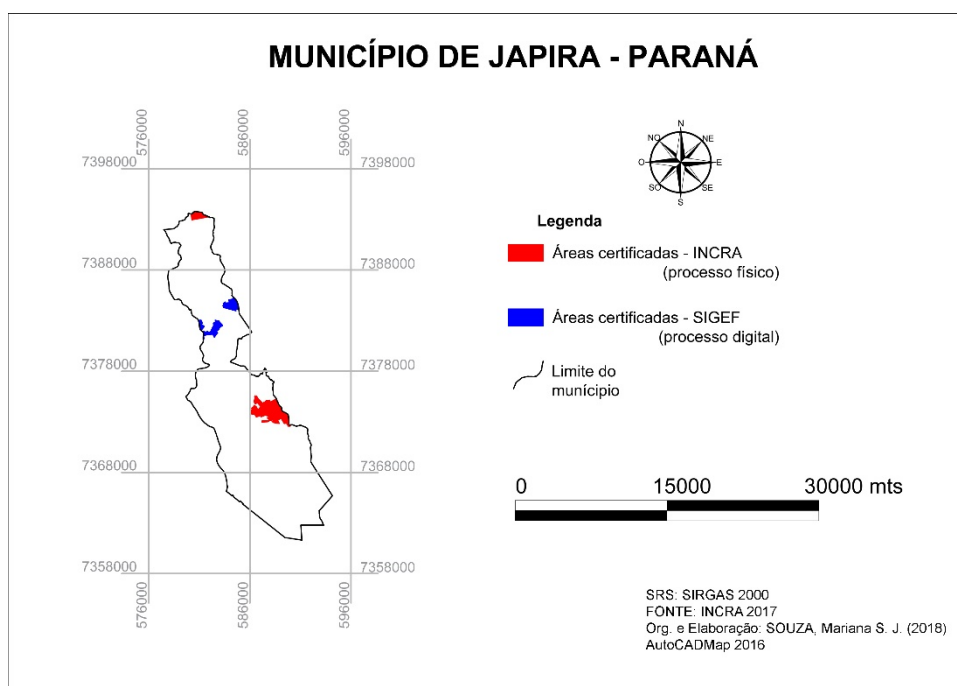 MUNICÍPIO DE JAPIRA - PARANÁ
576000
586000
596000
7398000
7398000
7388000
7388000
7378000
7378000
7368000
7368000
7358000
7358000
576000
586000
596000
N
NO
NE
O
E
SO
SE
S
Legenda
Áreas certificadas - INCRA
(processo físico)
Áreas certificadas - SIGEF
(processo digital)
Limite do
munícipio
0 15000 30000 mts
SRS: SIRGAS 2000
FONTE: INCRA 2017
Org. e Elaboração: SOUZA, Mariana S. J. (2018)
AutoCADMap 2016